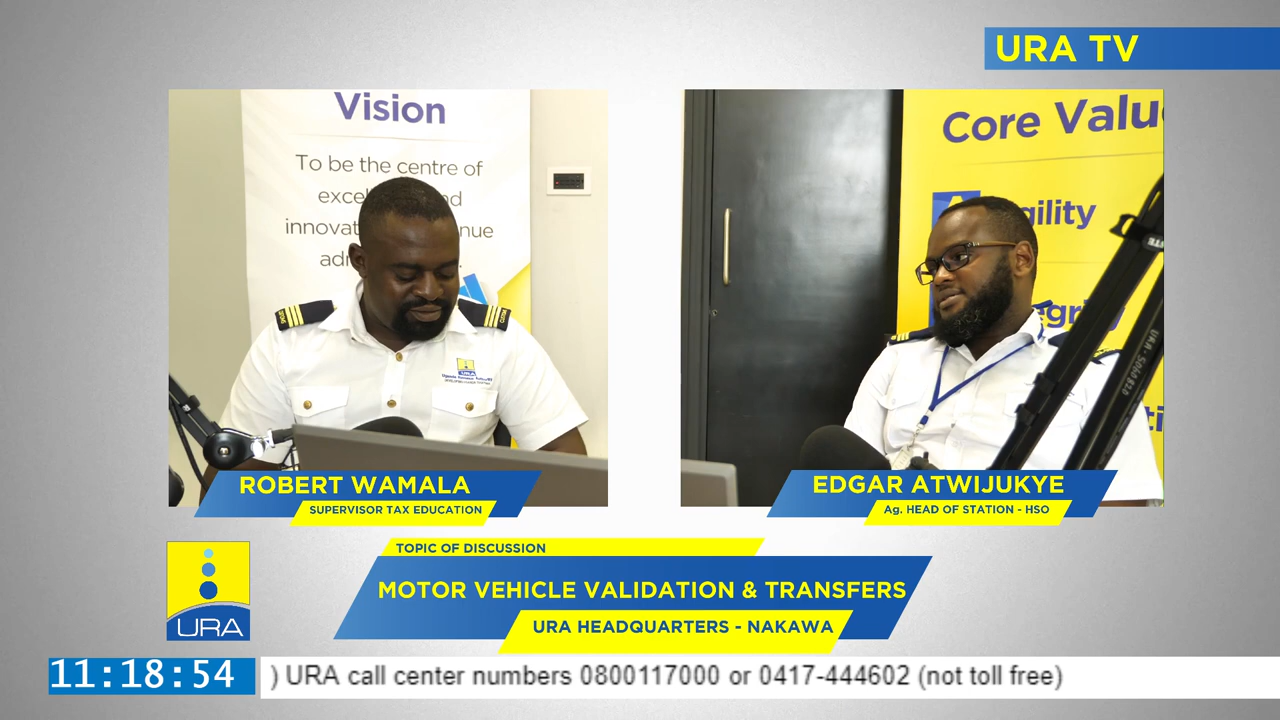 URA TV
Vision
To be the centre of
Core
URA
ROBERT WAMALA
SUPERVISOR TAX EDUCATION
EDGAR ATWIJUKYE
Ag. HEAD OF STATION - HSO
TOPIC OF DISCUSSION
MOTOR VEHICLE VALIDATION & TRANSFERS
URA HEADQUARTERS - NAKAWA
URA
11:18:54
) URA call center numbers 0800117000 or 0417-444602 (not toll free)